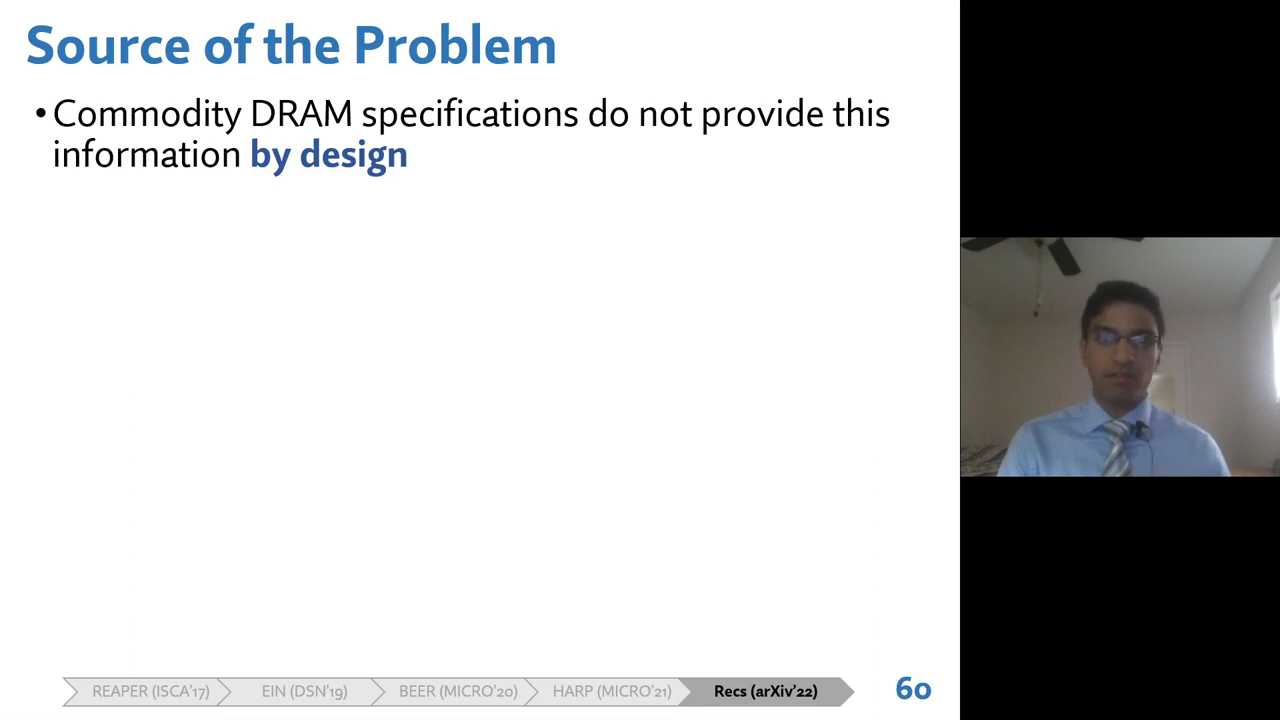 Source of the Problem
• Commodity DRAM specifications do not provide this
information by design
REAPER (ISCA'17)
EIN (DSN'19)
BEER (MICRO'20)
HARP (MICRO'21)
Recs (arXiv'22)
60